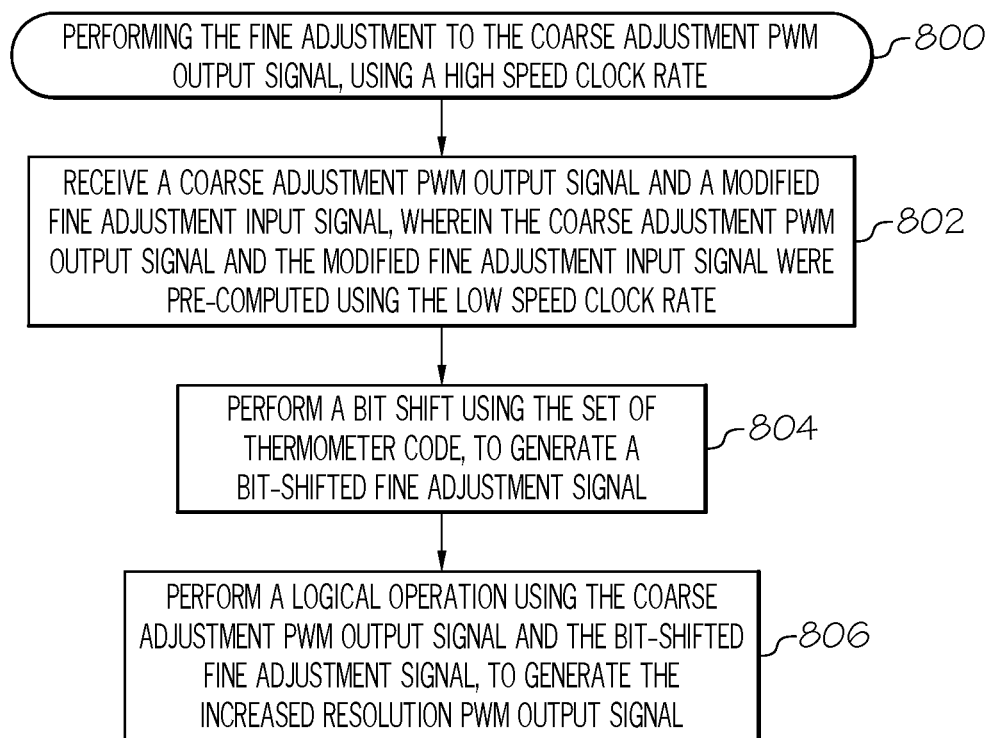 PERFORMING THE FINE ADJUSTMENT TO THE COARSE ADJUSTMENT PWM
OUTPUT SIGNAL, USING A HIGH SPEED CLOCK RATE
800
RECEIVE A COARSE ADJUSTMENT PWM OUTPUT SIGNAL AND A MODIFIED
FINE ADJUSTMENT INPUT SIGNAL, WHEREIN THE COARSE ADJUSTMENT PWM
OUTPUT SIGNAL AND THE MODIFIED FINE ADJUSTMENT INPUT SIGNAL WERE
PRE-COMPUTED USING THE LOW SPEED CLOCK RATE
802
PERFORM A BIT SHIFT USING THE SET OF
THERMOMETER CODE, TO GENERATE A
BIT-SHIFTED FINE ADJUSTMENT SIGNAL
804
PERFORM A LOGICAL OPERATION USING THE COARSE
ADJUSTMENT PWM OUTPUT SIGNAL AND THE BIT-SHIFTED
FINE ADJUSTMENT SIGNAL, TO GENERATE THE
INCREASED RESOLUTION PWM OUTPUT SIGNAL
806